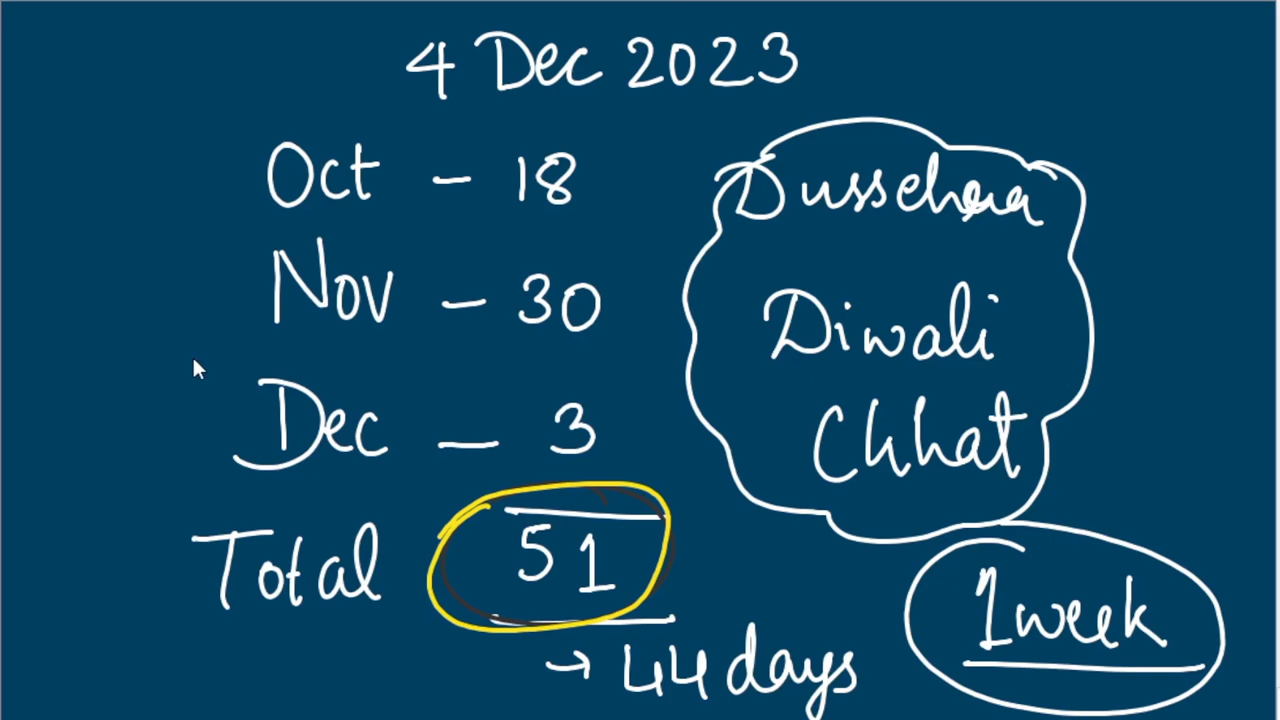 4 Dec 2023
Oct - 18
Nov - 30
Dec - 3
Total 51
→ 44 days
Dussehra
Diwali
Chhat
1 week